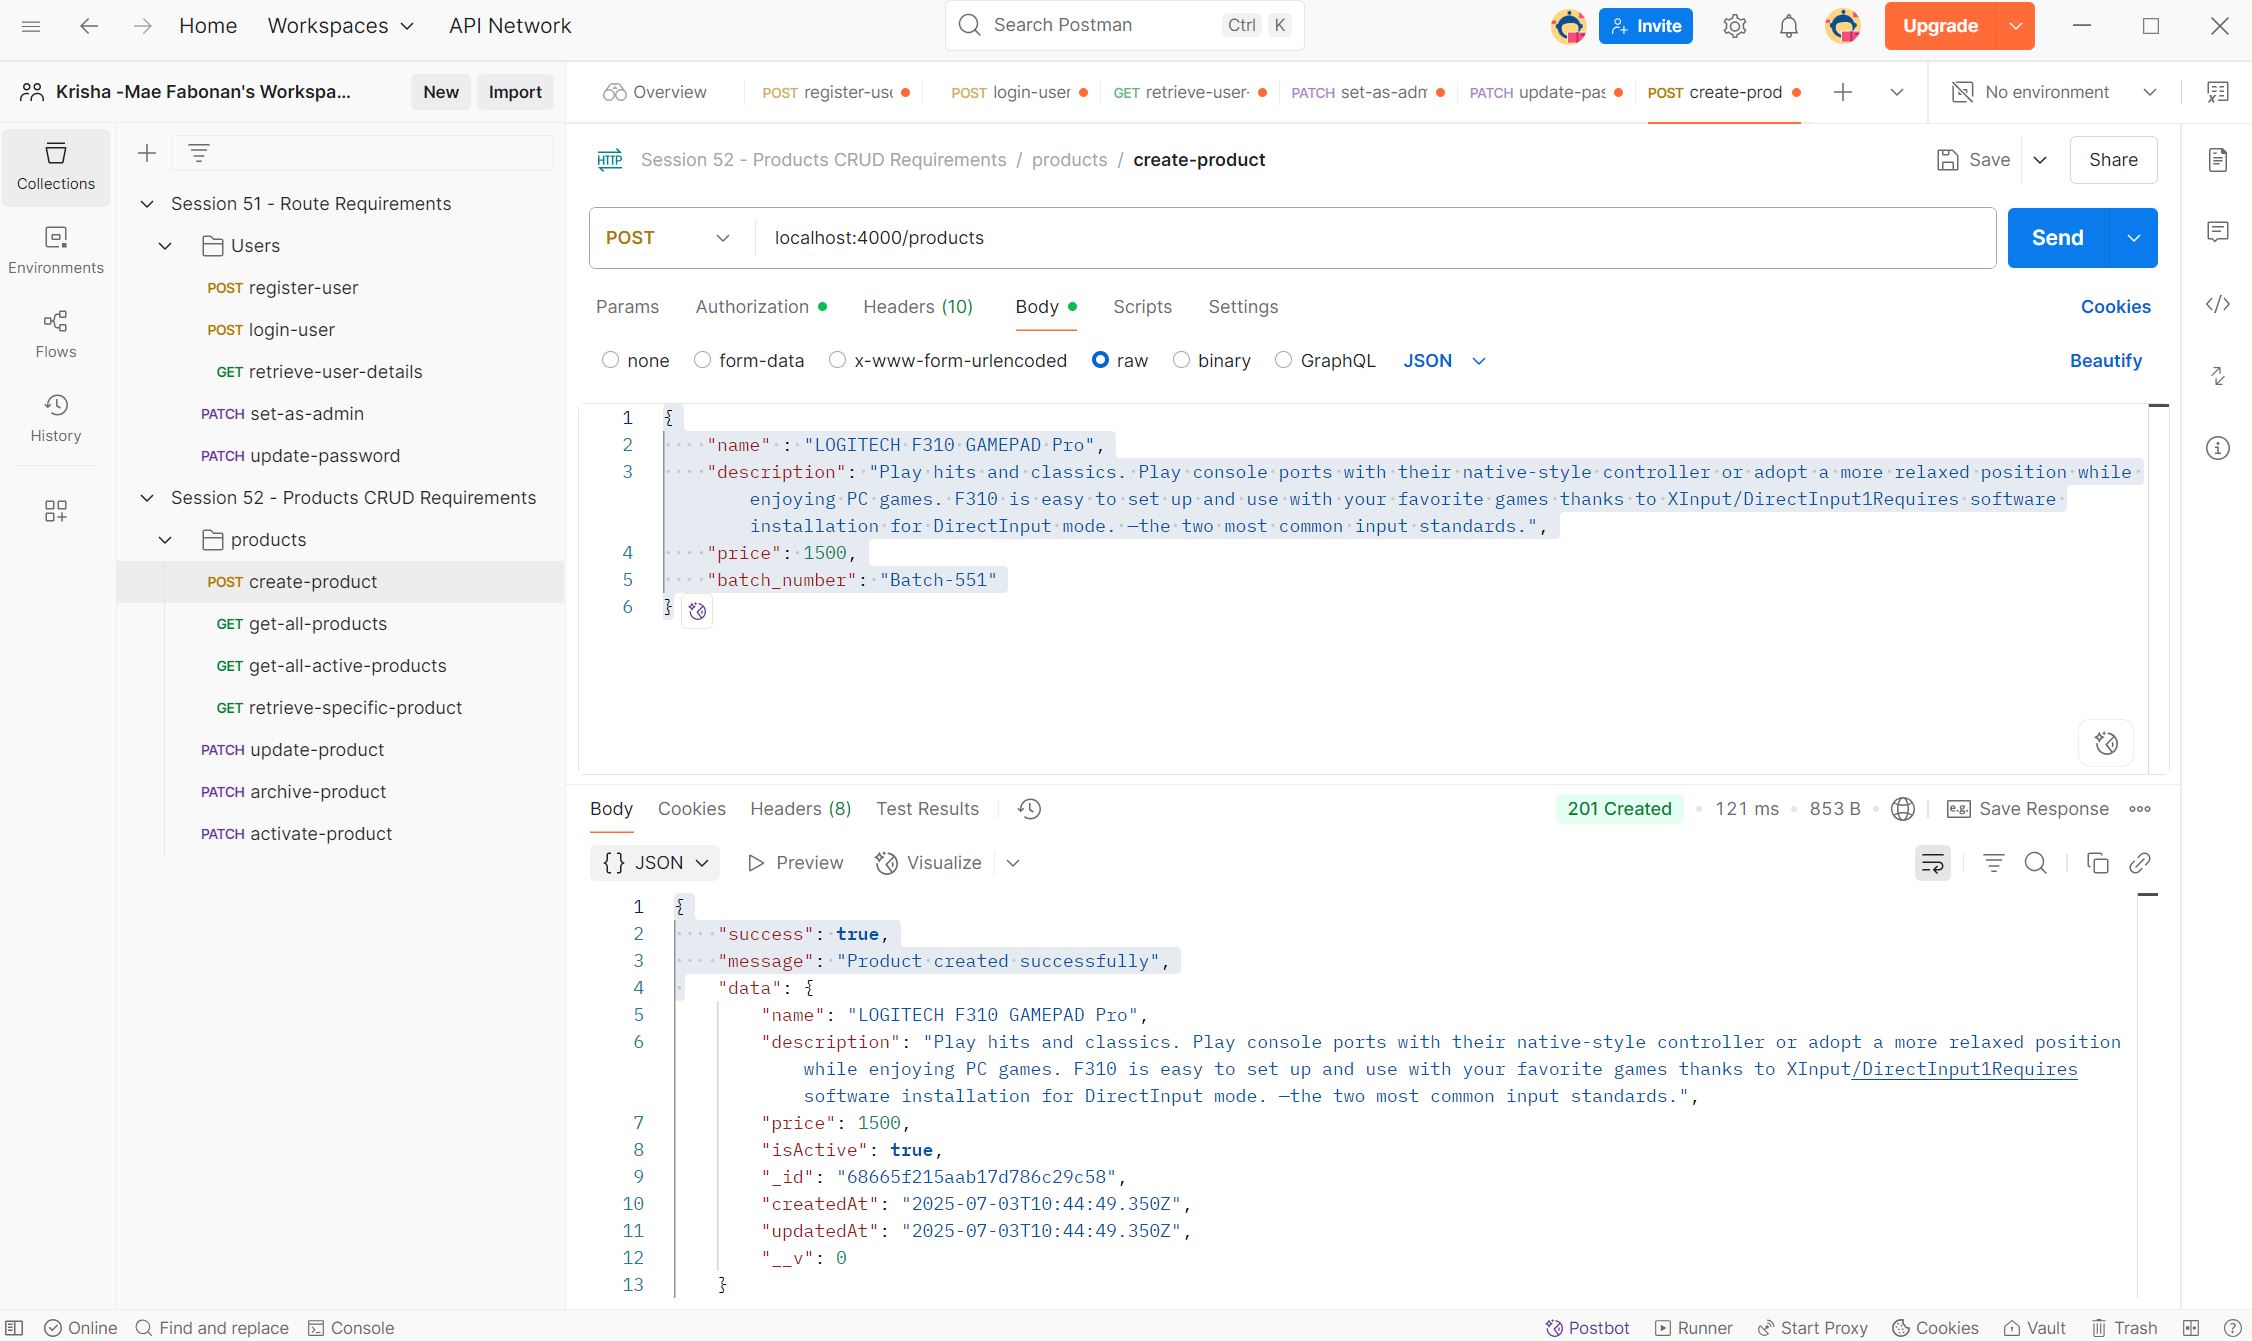 Home Workspaces API Network Search Postman Ctrl K Invite Upgrade
Krisha -Mae Fabonan's Workspa... New Import
Overview POST register-use POST login-user GET retrieve-user- PATCH set-as-adm PATCH update-pas POST create-prod No environment
Collections
Environments
Flows
History
Session 51 - Route Requirements
Users
POST register-user
POST login-user
GET retrieve-user-details
PATCH set-as-admin
PATCH update-password
Session 52 - Products CRUD Requirements
products
POST create-product
GET get-all-products
GET get-all-active-products
GET retrieve-specific-product
PATCH update-product
PATCH archive-product
PATCH activate-product
HTTP Session 52 - Products CRUD Requirements / products / create-product Save Share
POST localhost:4000/products Send
Params Authorization Headers (10) Body Scripts Settings Cookies
none form-data x-www-form-urlencoded raw binary GraphQL JSON Beautify
1 {
2 "name" : "LOGITECH F310 GAMEPAD Pro",
3 "description": "Play hits and classics. Play console ports with their native-style controller or adopt a more relaxed position while
enjoying PC games. F310 is easy to set up and use with your favorite games thanks to XInput/DirectInput1Requires software
installation for DirectInput mode. —the two most common input standards.",
4 "price": 1500,
5 "batch_number": "Batch-551"
6 }
Body Cookies Headers (8) Test Results 201 Created 121 ms 853 B e.g. Save Response
{} JSON Preview Visualize
1 {
2 "success": true,
3 "message": "Product created successfully",
4 "data": {
5 "name": "LOGITECH F310 GAMEPAD Pro",
6 "description": "Play hits and classics. Play console ports with their native-style controller or adopt a more relaxed position
while enjoying PC games. F310 is easy to set up and use with your favorite games thanks to XInput/DirectInput1Requires
software installation for DirectInput mode. —the two most common input standards.",
7 "price": 1500,
8 "isActive": true,
9 "_id": "68665f215aab17d786c29c58",
10 "createdAt": "2025-07-03T10:44:49.350Z",
11 "updatedAt": "2025-07-03T10:44:49.350Z",
12 "__v": 0
13 }
Online Find and replace Console Postbot Runner Start Proxy Cookies Vault Trash